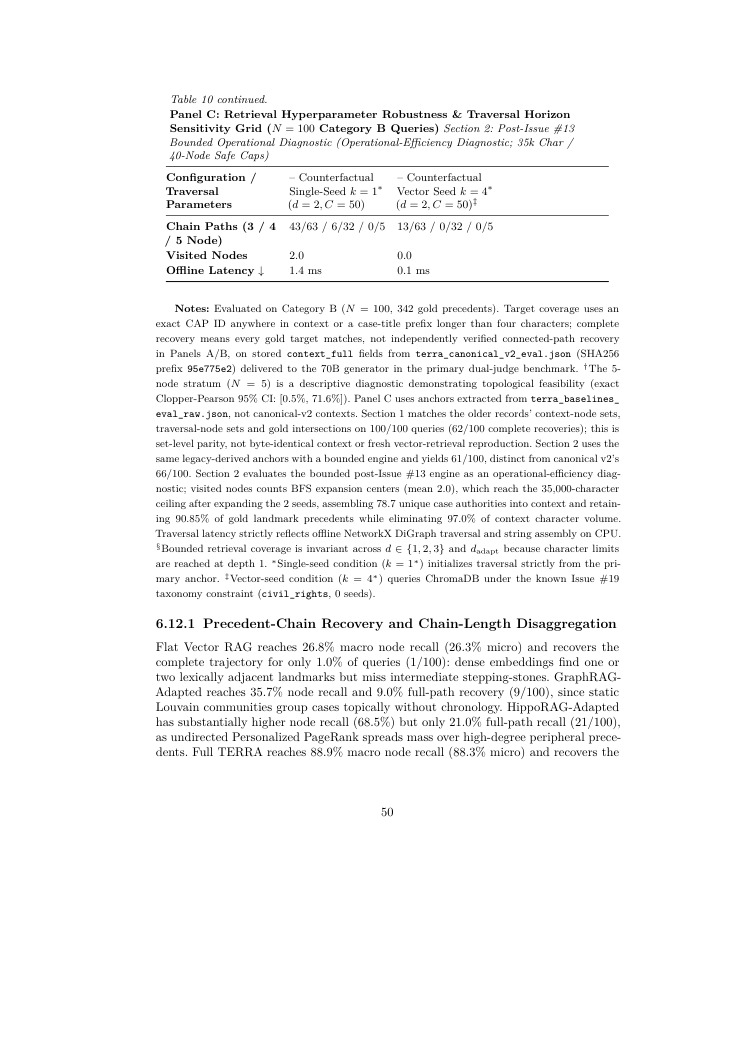 Table 10 continued.
Panel C: Retrieval Hyperparameter Robustness & Traversal Horizon
Sensitivity Grid (N = 100 Category B Queries) Section 2: Post-Issue #13
Bounded Operational Diagnostic (Operational-Efficiency Diagnostic; 35k Char /
40-Node Safe Caps)
Configuration / – Counterfactual – Counterfactual
Traversal Single-Seed k = 1* Vector Seed k = 4*
Parameters (d = 2, C = 50) (d = 2, C = 50)‡
Chain Paths (3 / 4 43/63 / 6/32 / 0/5 13/63 / 0/32 / 0/5
/ 5 Node)
Visited Nodes 2.0 0.0
Offline Latency ↓ 1.4 ms 0.1 ms
Notes: Evaluated on Category B (N = 100, 342 gold precedents). Target coverage uses an
exact CAP ID anywhere in context or a case-title prefix longer than four characters; complete
recovery means every gold target matches, not independently verified connected-path recovery
in Panels A/B, on stored context_full fields from terra_canonical_v2_eval.json (SHA256
prefix 95e775e2) delivered to the 70B generator in the primary dual-judge benchmark. †The 5-
node stratum (N = 5) is a descriptive diagnostic demonstrating topological feasibility (exact
Clopper-Pearson 95% CI: [0.5%, 71.6%]). Panel C uses anchors extracted from terra_baselines_
eval_raw.json, not canonical-v2 contexts. Section 1 matches the older records' context-node sets,
traversal-node sets and gold intersections on 100/100 queries (62/100 complete recoveries); this is
set-level parity, not byte-identical context or fresh vector-retrieval reproduction. Section 2 uses the
same legacy-derived anchors with a bounded engine and yields 61/100, distinct from canonical v2's
66/100. Section 2 evaluates the bounded post-Issue #13 engine as an operational-efficiency diag-
nostic; visited nodes counts BFS expansion centers (mean 2.0), which reach the 35,000-character
ceiling after expanding the 2 seeds, assembling 78.7 unique case authorities into context and retain-
ing 90.85% of gold landmark precedents while eliminating 97.0% of context character volume.
Traversal latency strictly reflects offline NetworkX DiGraph traversal and string assembly on CPU.
§Bounded retrieval coverage is invariant across d ∈ {1, 2, 3} and dadapt because character limits
are reached at depth 1. *Single-seed condition (k = 1*) initializes traversal strictly from the pri-
mary anchor. ‡Vector-seed condition (k = 4*) queries ChromaDB under the known Issue #19
taxonomy constraint (civil_rights, 0 seeds).
6.12.1 Precedent-Chain Recovery and Chain-Length Disaggregation
Flat Vector RAG reaches 26.8% macro node recall (26.3% micro) and recovers the
complete trajectory for only 1.0% of queries (1/100): dense embeddings find one or
two lexically adjacent landmarks but miss intermediate stepping-stones. GraphRAG-
Adapted reaches 35.7% node recall and 9.0% full-path recovery (9/100), since static
Louvain communities group cases topically without chronology. HippoRAG-Adapted
has substantially higher node recall (68.5%) but only 21.0% full-path recall (21/100),
as undirected Personalized PageRank spreads mass over high-degree peripheral prece-
dents. Full TERRA reaches 88.9% macro node recall (88.3% micro) and recovers the
50